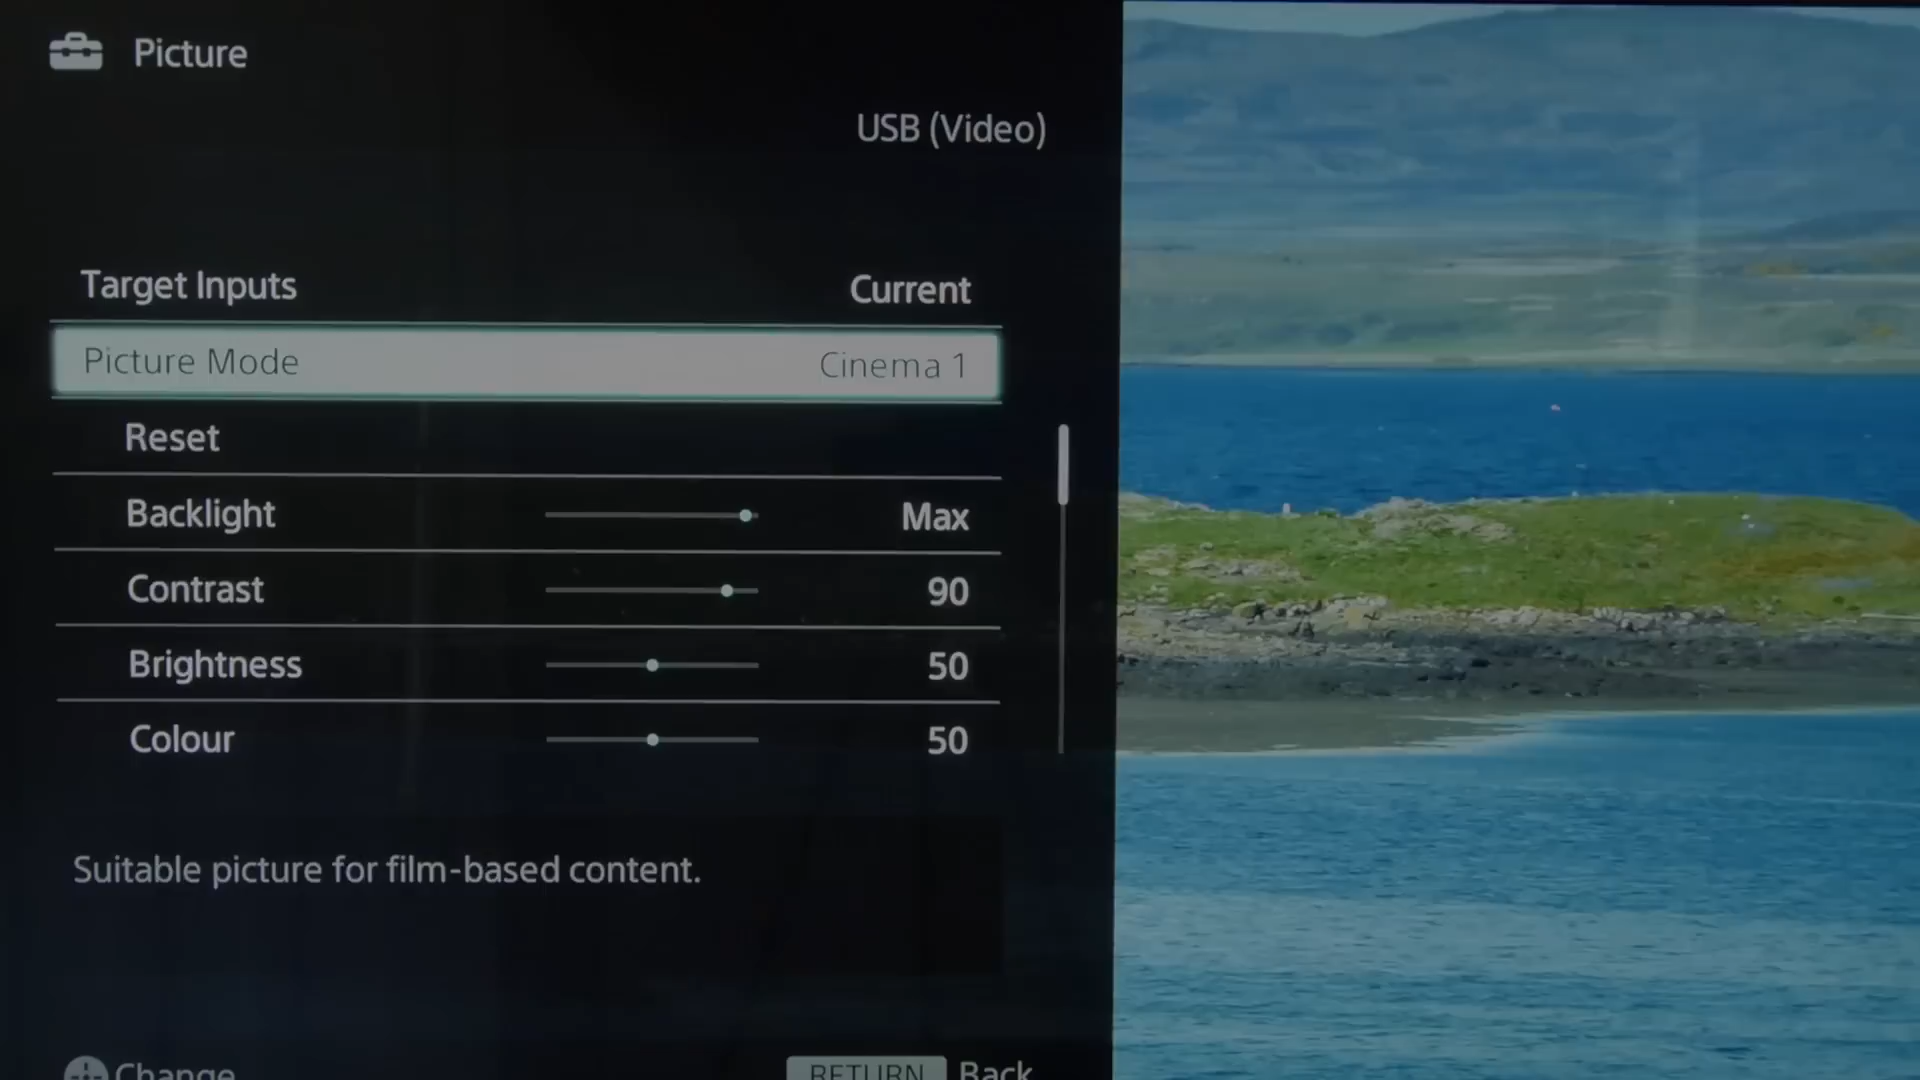 Picture
USB (Video)
Target Inputs Current
Picture Mode Cinema 1
Reset
Backlight Max
Contrast 90
Brightness 50
Colour 50
Suitable picture for film-based content.
Change RETURN Back